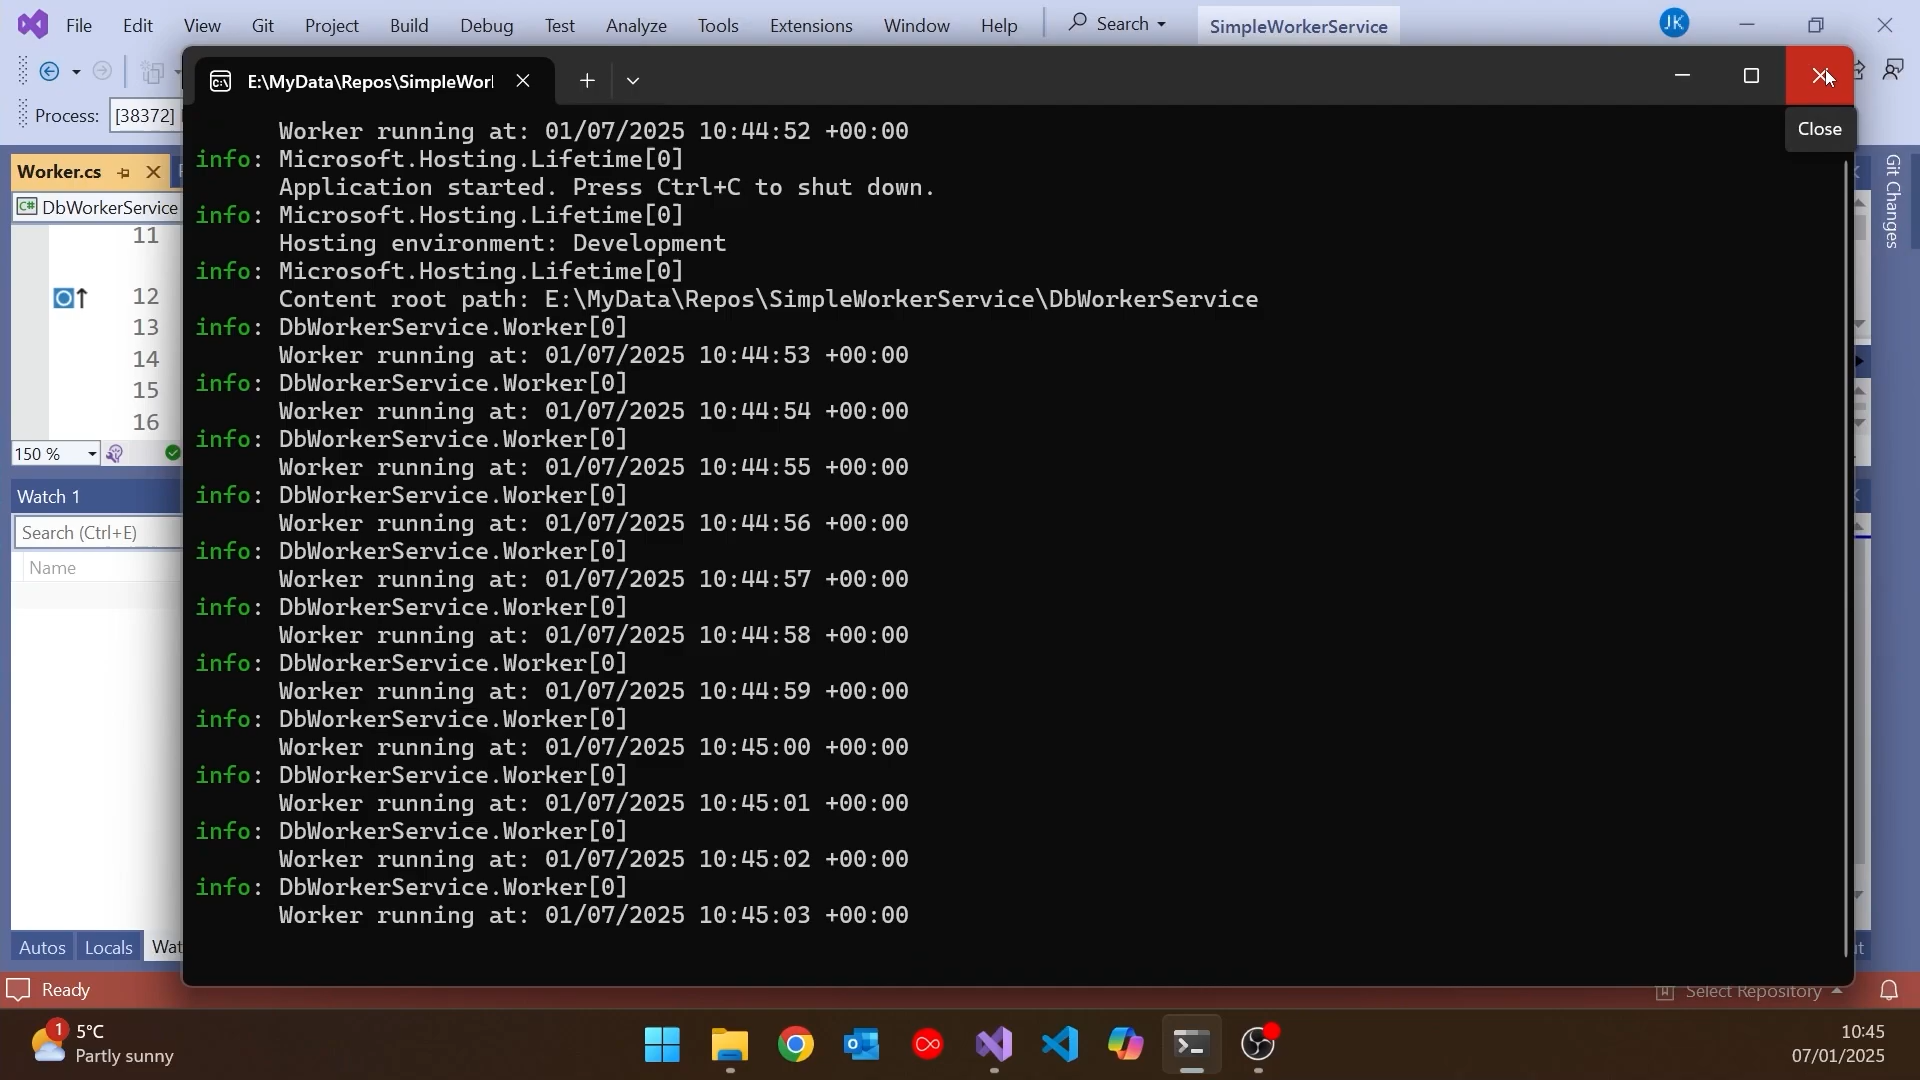 File Edit View Git Project Build Debug Test Analyze Tools Extensions Window Help Search SimpleWorkerService JK
E:\MyData\Repos\SimpleWor
Process: [38372]
Close
Worker.cs
DbWorkerService
11
12
13
14
15
16
150 %
Watch 1
Search (Ctrl+E)
Name
Autos Locals Wat
Worker running at: 01/07/2025 10:44:52 +00:00
info: Microsoft.Hosting.Lifetime[0]
Application started. Press Ctrl+C to shut down.
info: Microsoft.Hosting.Lifetime[0]
Hosting environment: Development
info: Microsoft.Hosting.Lifetime[0]
Content root path: E:\MyData\Repos\SimpleWorkerService\DbWorkerService
info: DbWorkerService.Worker[0]
Worker running at: 01/07/2025 10:44:53 +00:00
info: DbWorkerService.Worker[0]
Worker running at: 01/07/2025 10:44:54 +00:00
info: DbWorkerService.Worker[0]
Worker running at: 01/07/2025 10:44:55 +00:00
info: DbWorkerService.Worker[0]
Worker running at: 01/07/2025 10:44:56 +00:00
info: DbWorkerService.Worker[0]
Worker running at: 01/07/2025 10:44:57 +00:00
info: DbWorkerService.Worker[0]
Worker running at: 01/07/2025 10:44:58 +00:00
info: DbWorkerService.Worker[0]
Worker running at: 01/07/2025 10:44:59 +00:00
info: DbWorkerService.Worker[0]
Worker running at: 01/07/2025 10:45:00 +00:00
info: DbWorkerService.Worker[0]
Worker running at: 01/07/2025 10:45:01 +00:00
info: DbWorkerService.Worker[0]
Worker running at: 01/07/2025 10:45:02 +00:00
info: DbWorkerService.Worker[0]
Worker running at: 01/07/2025 10:45:03 +00:00
Git Changes
Ready
Select Repository
1
5°C
Partly sunny
10:45
07/01/2025